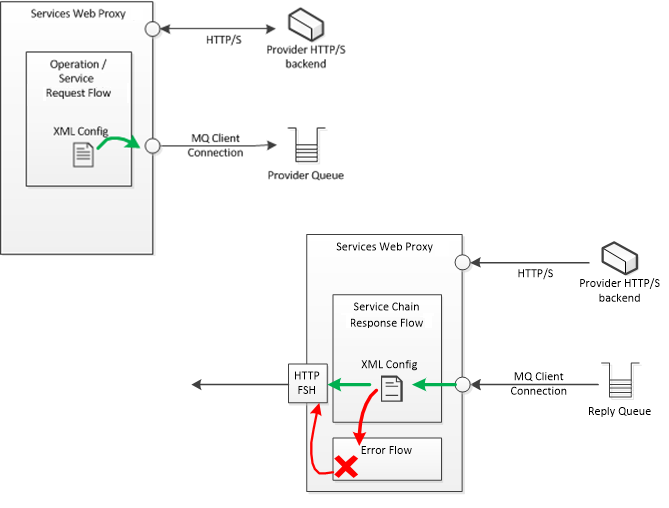 Services Web Proxy
HTTP/S
Provider HTTP/S
backend
Operation /
Service
Request Flow
XML Config
MQ Client
Connection
Provider Queue
Services Web Proxy
HTTP/S
Provider HTTP/S
backend
Service Chain
Response Flow
XML Config
HTTP
FSH
MQ Client
Connection
Reply Queue
Error Flow